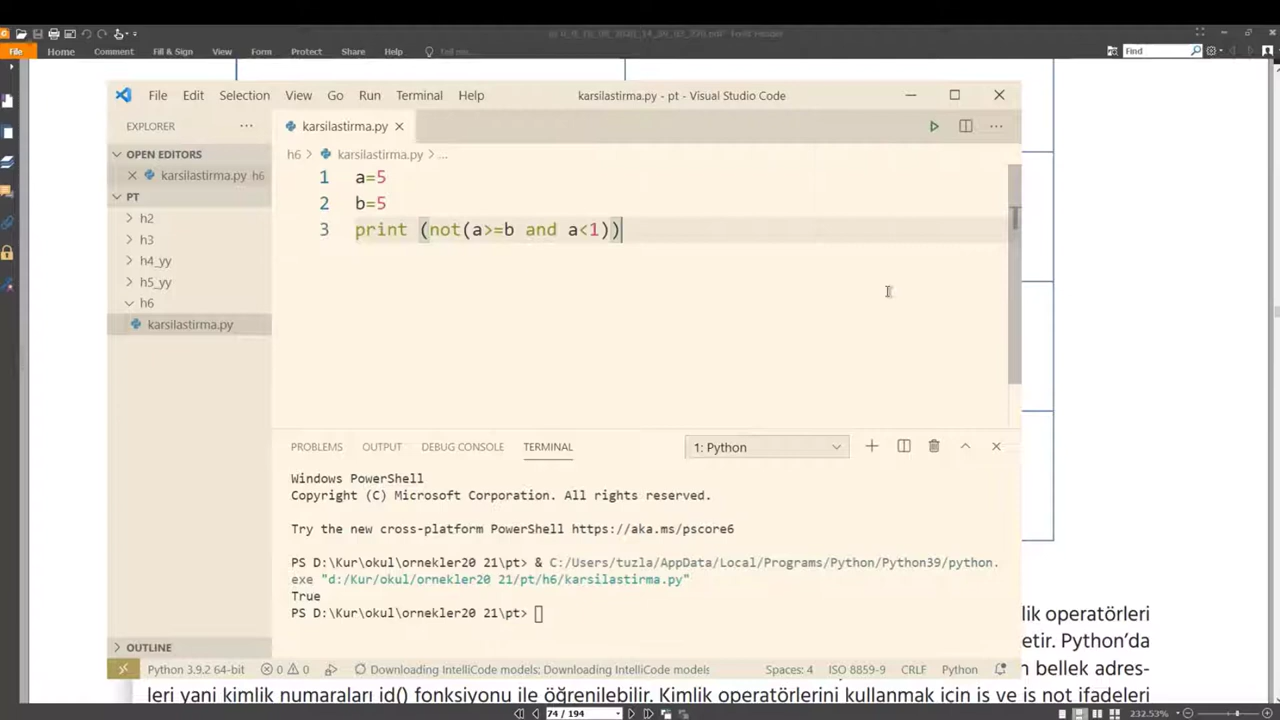 File Home Comment Fill & Sign View Form Protect Share Help Tell me... Find
File Edit Selection View Go Run Terminal Help karsilastirma.py - pt - Visual Studio Code
EXPLORER ··· karsilastirma.py
OPEN EDITORS
karsilastirma.py h6
h6 > karsilastirma.py > ...
PT
h2
h3
h4_yy
h5_yy
h6
karsilastirma.py
OUTLINE
1 a=5
2 b=5
3 print (not(a>=b and a<1))
PROBLEMS OUTPUT DEBUG CONSOLE TERMINAL 1: Python
Windows PowerShell
Copyright (C) Microsoft Corporation. All rights reserved.
Try the new cross-platform PowerShell https://aka.ms/pscore6
PS D:\Kur\okul\ornekler20 21\pt> & C:/Users/tuzla/AppData/Local/Programs/Python/Python39/python.
exe "d:/Kur/okul/ornekler20 21/pt/h6/karsilastirma.py"
True
PS D:\Kur\okul\ornekler20 21\pt>
Python 3.9.2 64-bit 0 0 Downloading IntelliCode models; Downloading IntelliCode models Spaces: 4 ISO 8859-9 CRLF Python
lik operatörleri
etir. Python’da
n bellek adres-
leri yani kimlik numaraları id() fonksiyonu ile öğrenilebilir. Kimlik operatörlerini kullanmak için is ve is not ifadeleri
74 / 194 232.53%